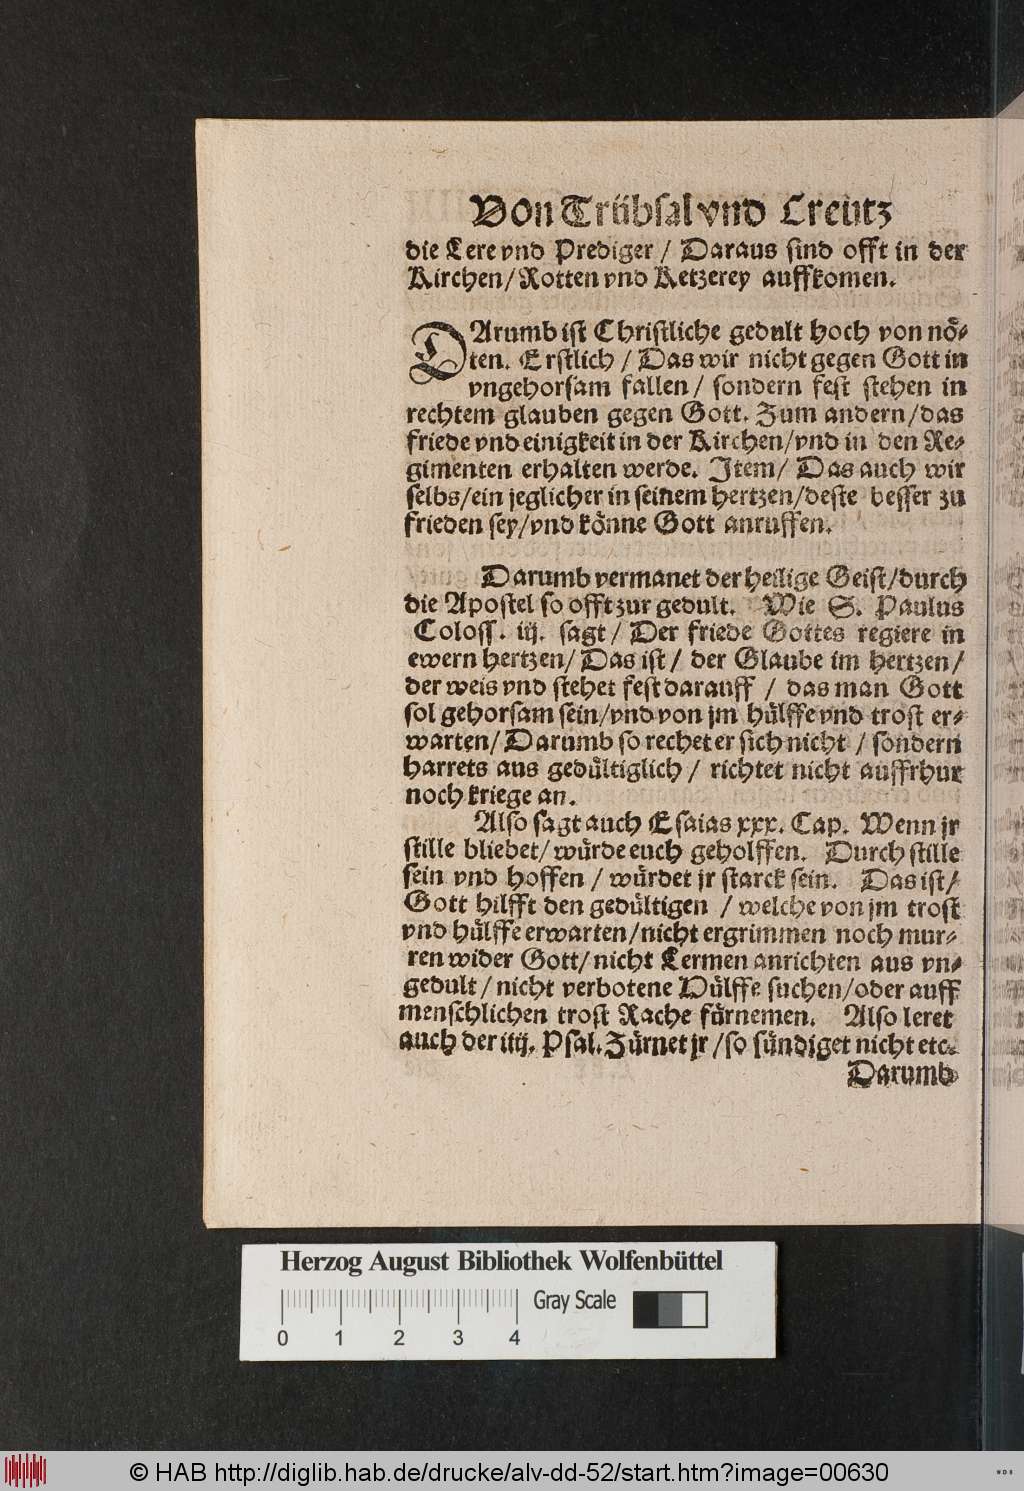 Von Trübsal vnd Creütz
die Lere vnd Prediger / Daraus sind offt in der
Kirchen / Rotten vnd Ketzerey auffkomen.
DArumb ist Christliche gedult hoch von nö-
ten. Erstlich / Das wir nicht gegen Gott in
vngehorsam fallen / sondern fest stehen in
rechtem glauben gegen Gott. Zum andern / das
friede vnd einigkeit in der Kirchen / vnd in den Re-
gimenten erhalten werde. Item / Das auch wir
selbs / ein jeglicher in seinem hertzen / deste besser zu
frieden sey / vnd könne Gott anruffen.
Darumb vermanet der heilige Geist / durch
die Apostel so offt zur gedult. Wie S. Paulus
Coloss. iij. sagt / Der friede Gottes regiere in
ewern hertzen / Das ist / der Glaube im hertzen /
der weis vnd stehet fest darauff / das man Gott
sol gehorsam sein / vnd von jm hülffe vnd trost er-
warten / Darumb so rechet er sich nicht / sondern
harrets aus gedültiglich / richtet nicht auffrhur
noch kriege an.
Also sagt auch Esaias xxx. Cap. Wenn jr
stille bliebet / würde euch geholffen. Durch stille
sein vnd hoffen / würdet jr starck sein. Das ist /
Gott hilfft den gedültigen / welche von jm trost
vnd hülffe erwarten / nicht ergrimmen noch mur-
ren wider Gott / nicht Lermen anrichten aus vn-
gedult / nicht verbotene Hülffe suchen / oder auff
menschlichen trost Rache fürnemen. Also leret
auch der iiij. Psal. Zürnet jr / so sündiget nicht etc.
Darumb
Herzog August Bibliothek Wolfenbüttel
Gray Scale
0 1 2 3 4
© HAB http://diglib.hab.de/drucke/alv-dd-52/start.htm?image=00630